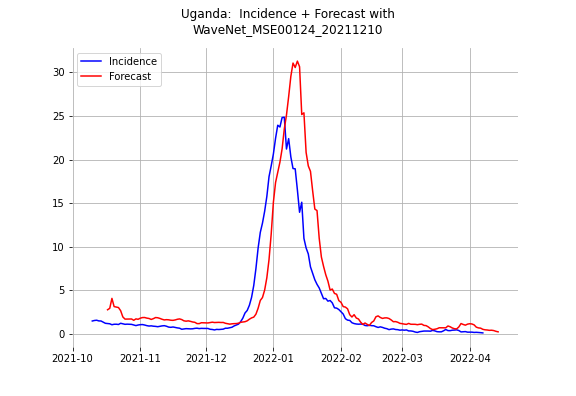 Uganda:  Incidence + Forecast with
WaveNet_MSE00124_20211210
Incidence
Forecast
30
25
20
15
10
5
0
2021-10 2021-11 2021-12 2022-01 2022-02 2022-03 2022-04